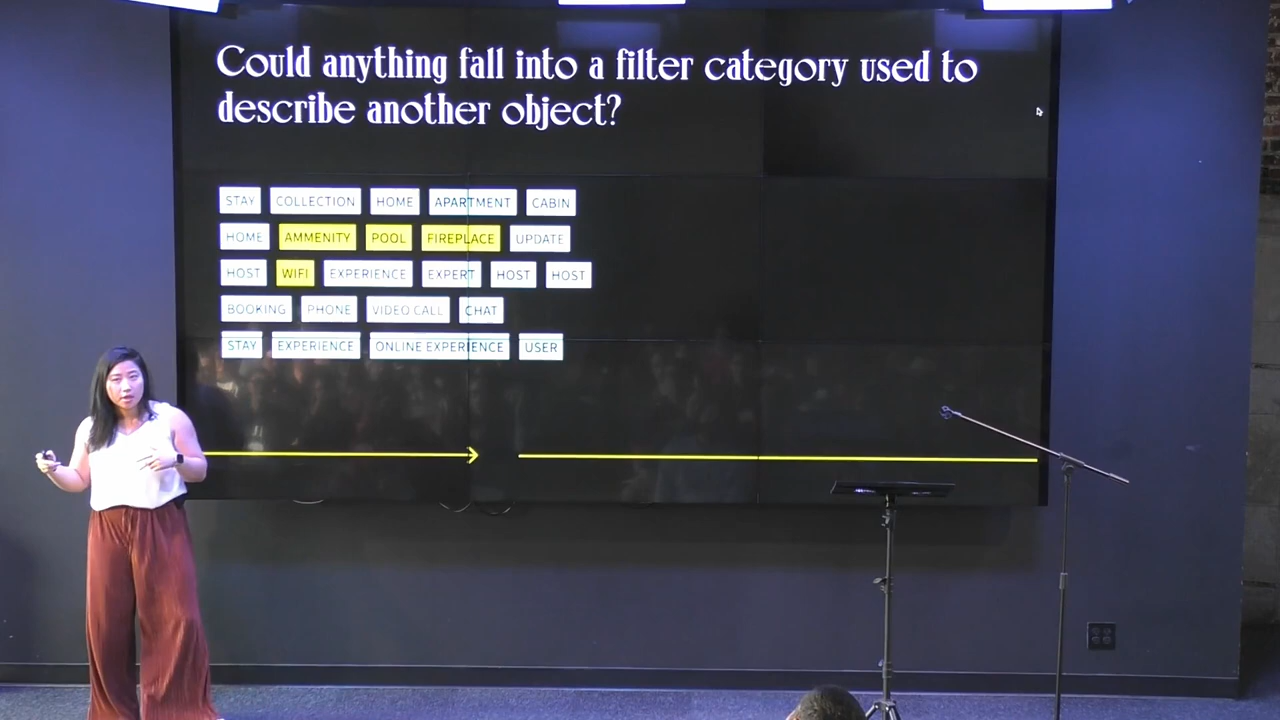 Could anything fall into a filter category used to
describe another object?
STAY COLLECTION HOME APARTMENT CABIN
HOME AMMENITY POOL FIREPLACE UPDATE
HOST WIFI EXPERIENCE EXPERT HOST HOST
BOOKING PHONE VIDEO CALL CHAT
STAY EXPERIENCE ONLINE EXPERIENCE USER